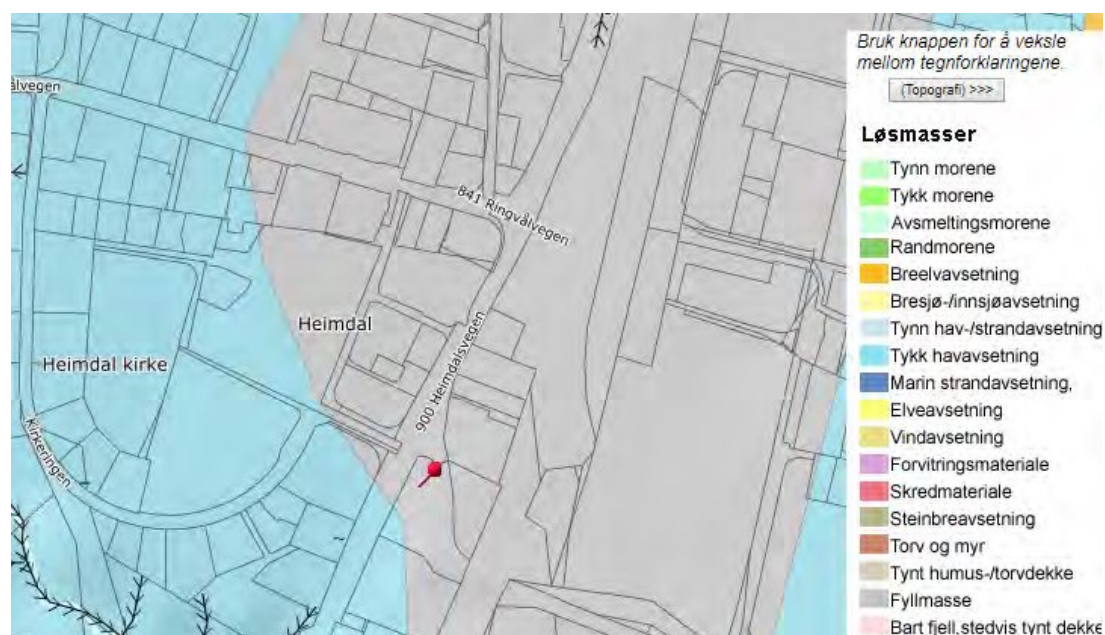 Bruk knappen for å veksle
mellom tegnforklaringene.
(Topografi) >>>
Løsmasser
Tynn morene
Tykk morene
Avsmeltingsmorene
Randmorene
Breelvavsetning
Bresjø-/innsjøavsetning
Tynn hav-/strandavsetning
Tykk havavsetning
Marin strandavsetning,
Elveavsetning
Vindavsetning
Forvitringsmateriale
Skredmateriale
Steinbreavsetning
Torv og myr
Tynt humus-/torvdekke
Fyllmasse
Bart fjell,stedvis tynt dekke
ålvegen
841 Ringvålvegen
Heimdal
900 Heimdalsvegen
Heimdal kirke
Kirkeringen